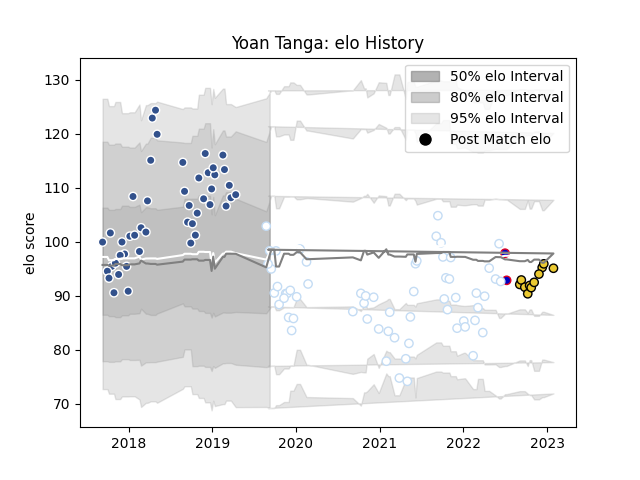 Yoan Tanga: elo History
elo score
130
120
110
100
90
80
70
50% elo Interval
80% elo Interval
95% elo Interval
Post Match elo
2018 2019 2020 2021 2022 2023